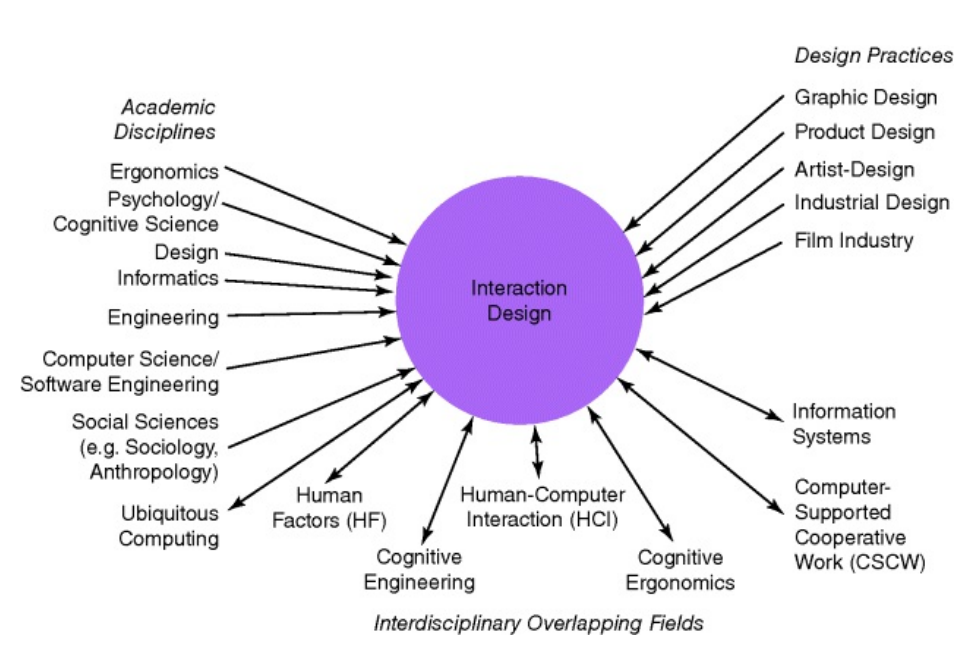 Academic
Disciplines
Ergonomics
Psychology/
Cognitive Science
Design
Informatics
Engineering
Computer Science/
Software Engineering
Social Sciences
(e.g. Sociology,
Anthropology)
Ubiquitous
Computing
Human
Factors (HF)
Cognitive
Engineering
Human-Computer
Interaction (HCI)
Cognitive
Ergonomics
Interdisciplinary Overlapping Fields
Interaction
Design
Design Practices
Graphic Design
Product Design
Artist-Design
Industrial Design
Film Industry
Information
Systems
Computer-
Supported
Cooperative
Work (CSCW)